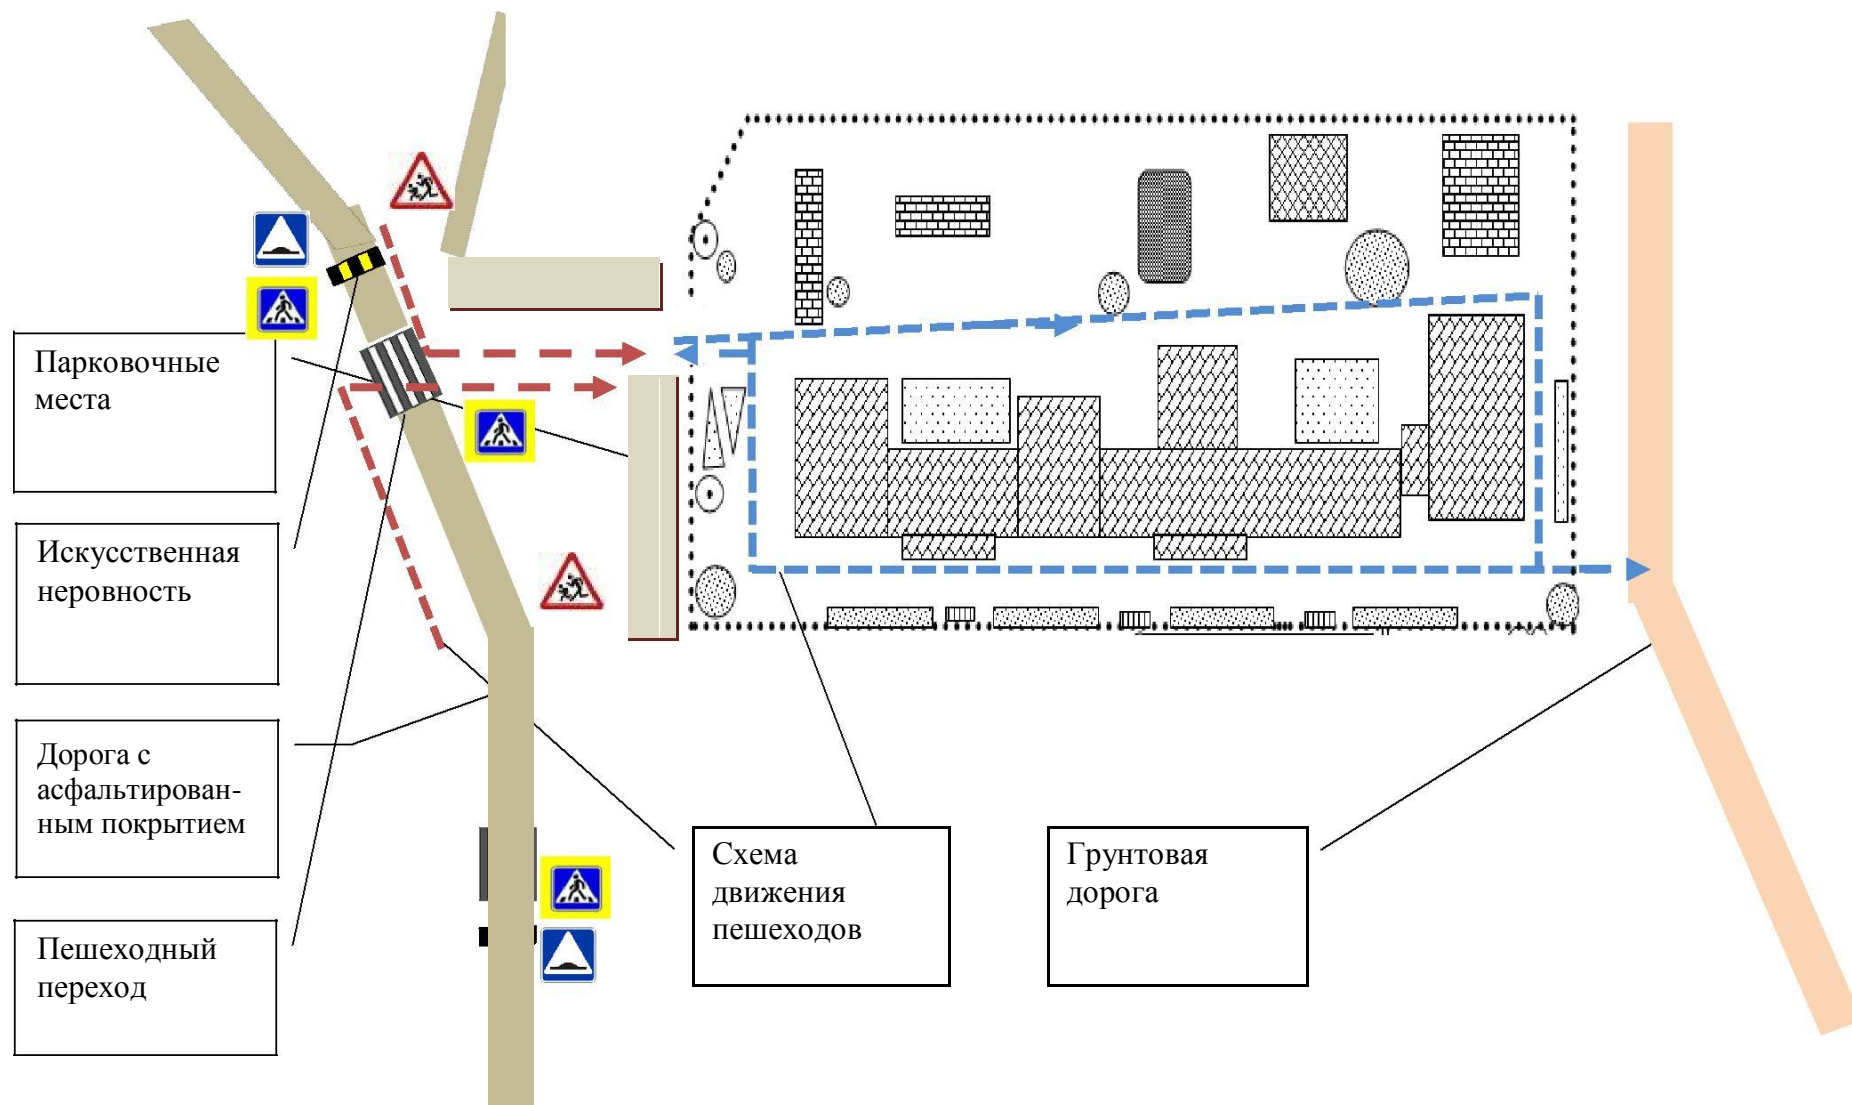 Парковочные
места
Искусственная
неровность
Дорога с
асфальтирован-
ным покрытием
Пешеходный
переход
Схема
движения
пешеходов
Грунтовая
дорога